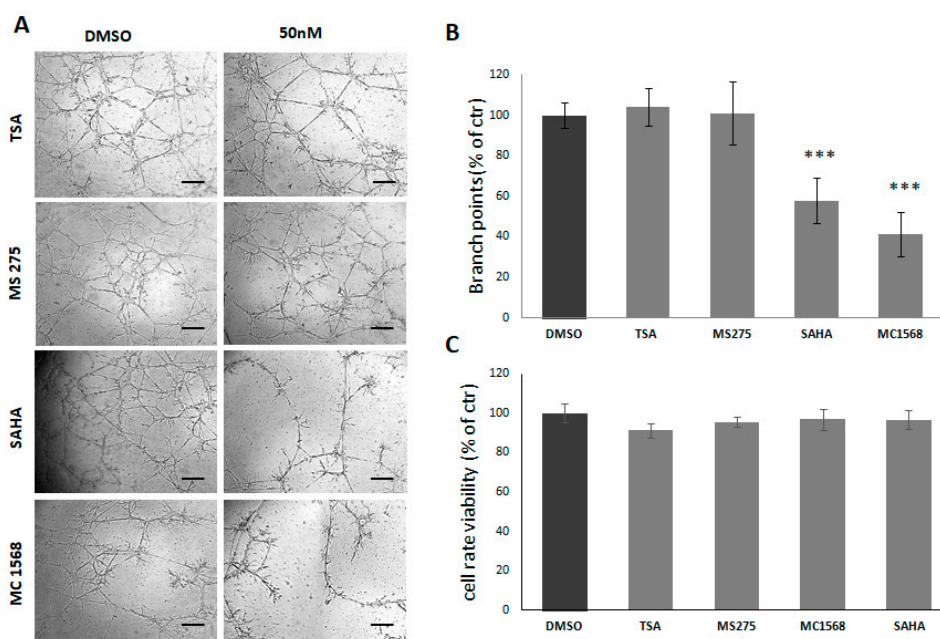 A
DMSO
50nM
TSA
MS 275
SAHA
MC 1568
B
Branch points(% of ctr)
120
100
80
60
40
20
0
***
***
DMSO
TSA
MS275
SAHA
MC1568
C
cell rate viability (% of ctr)
120
100
80
60
40
20
0
DMSO
TSA
MS275
MC1568
SAHA